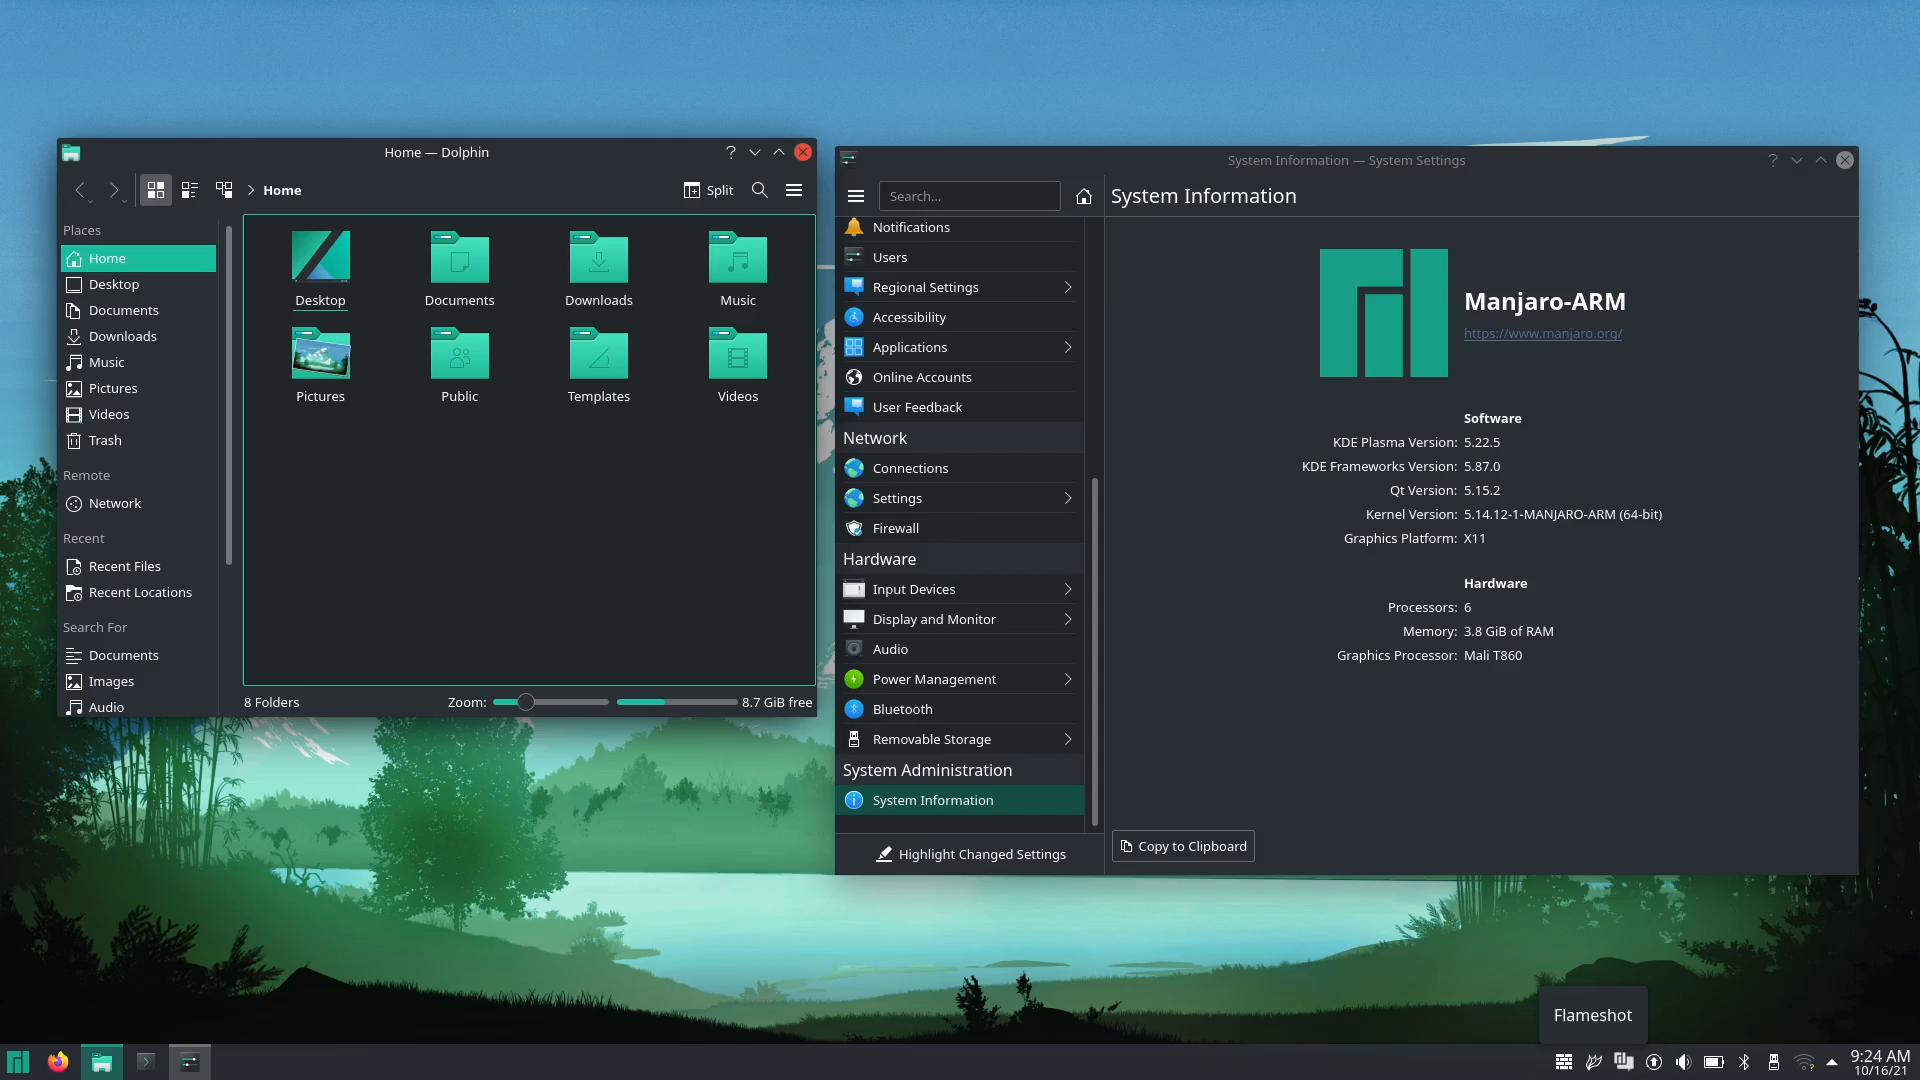 Home — Dolphin
Home
Split
Places
Home
Desktop
Documents
Downloads
Music
Pictures
Videos
Trash
Remote
Network
Recent
Recent Files
Recent Locations
Search For
Documents
Images
Audio
Desktop
Documents
Downloads
Music
Pictures
Public
Templates
Videos
8 Folders
Zoom:
8.7 GiB free
System Information — System Settings
Search...
System Information
Notifications
Users
Regional Settings
Accessibility
Applications
Online Accounts
User Feedback
Network
Connections
Settings
Firewall
Hardware
Input Devices
Display and Monitor
Audio
Power Management
Bluetooth
Removable Storage
System Administration
System Information
Highlight Changed Settings
Manjaro-ARM
https://www.manjaro.org/
Software
KDE Plasma Version: 5.22.5
KDE Frameworks Version: 5.87.0
Qt Version: 5.15.2
Kernel Version: 5.14.12-1-MANJARO-ARM (64-bit)
Graphics Platform: X11
Hardware
Processors: 6
Memory: 3.8 GiB of RAM
Graphics Processor: Mali T860
Copy to Clipboard
Flameshot
9:24 AM
10/16/21